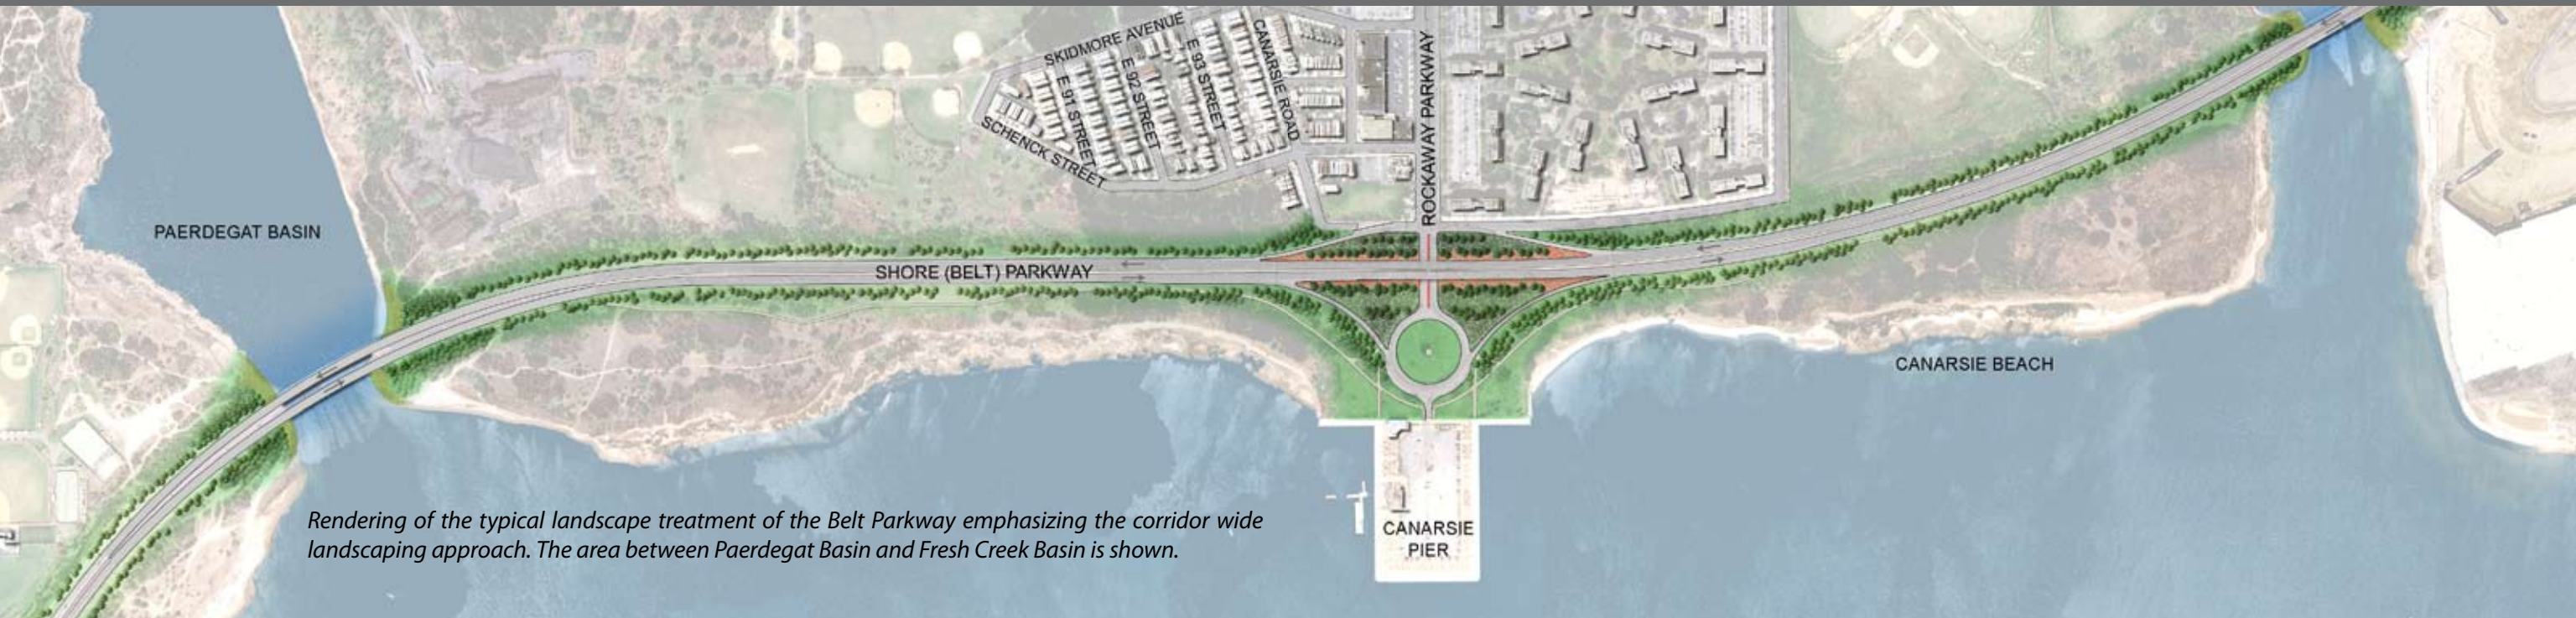 SKIDMORE AVENUE
E 91 STREET
E 92 STREET
E 93 STREET
CANARSIE ROAD
SCHENCK STREET
ROCKAWAY PARKWAY
PAERDEGAT BASIN
SHORE (BELT) PARKWAY
CANARSIE BEACH
Rendering of the typical landscape treatment of the Belt Parkway emphasizing the corridor wide
landscaping approach. The area between Paerdegat Basin and Fresh Creek Basin is shown.
CANARSIE
PIER